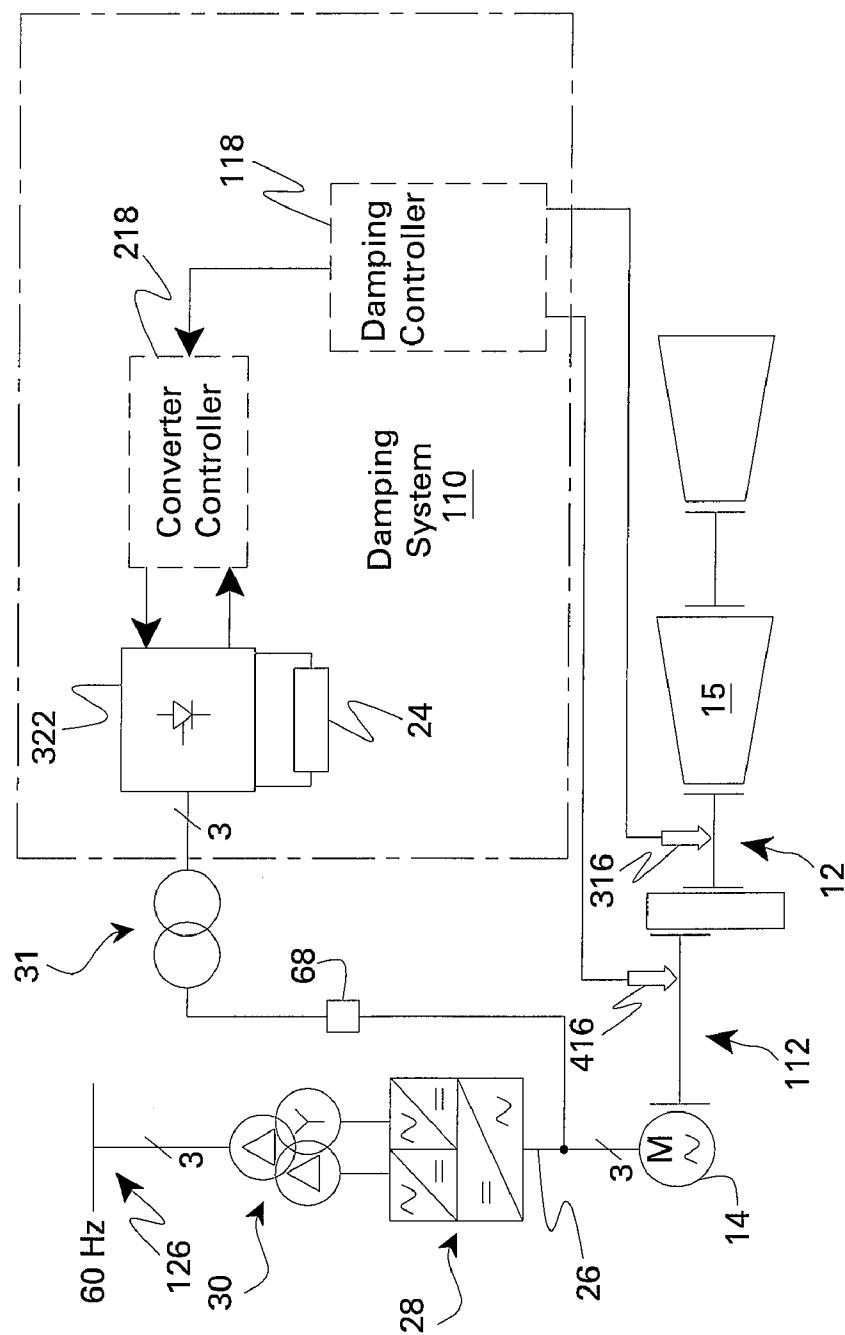 60 Hz
126
3
30
28
26
3
M
14
31
68
3
322
24
Converter
Controller
218
Damping
Controller
118
Damping
System
110
416
112
316
12
15